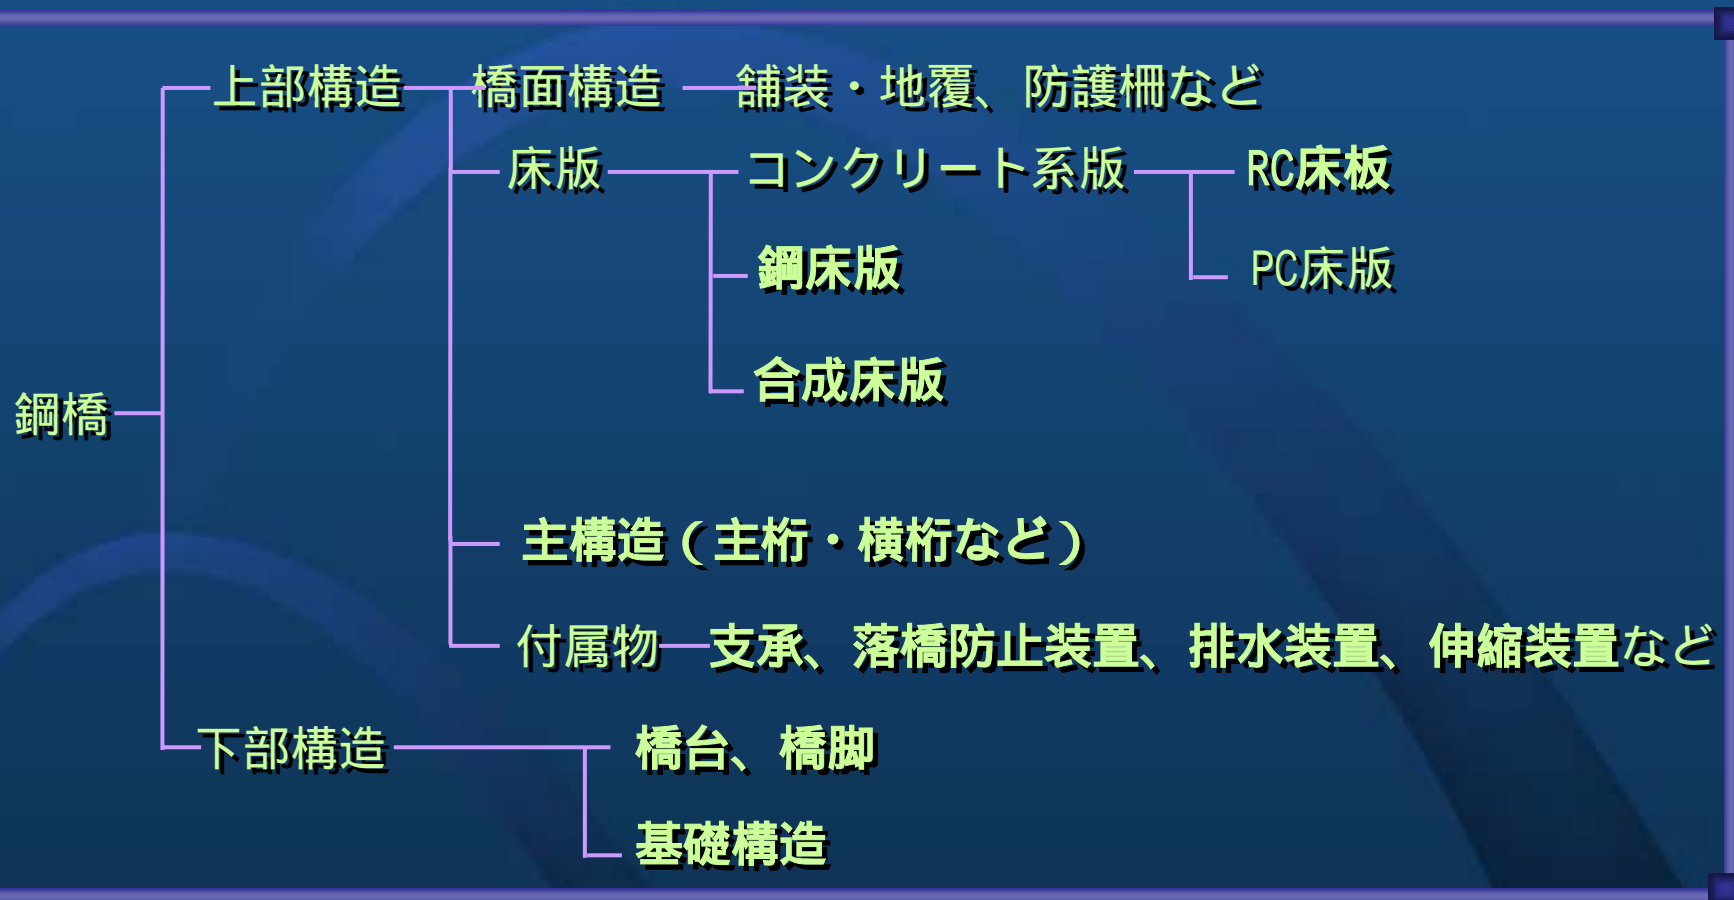 上部構造 橋面構造 舗装・地覆、防護柵など
床版 コンクリート系版 RC床板
鋼床版 PC床版
合成床版
鋼橋
主構造（主桁・横桁など）
付属物 支承、落橋防止装置、排水装置、伸縮装置など
下部構造 橋台、橋脚
基礎構造